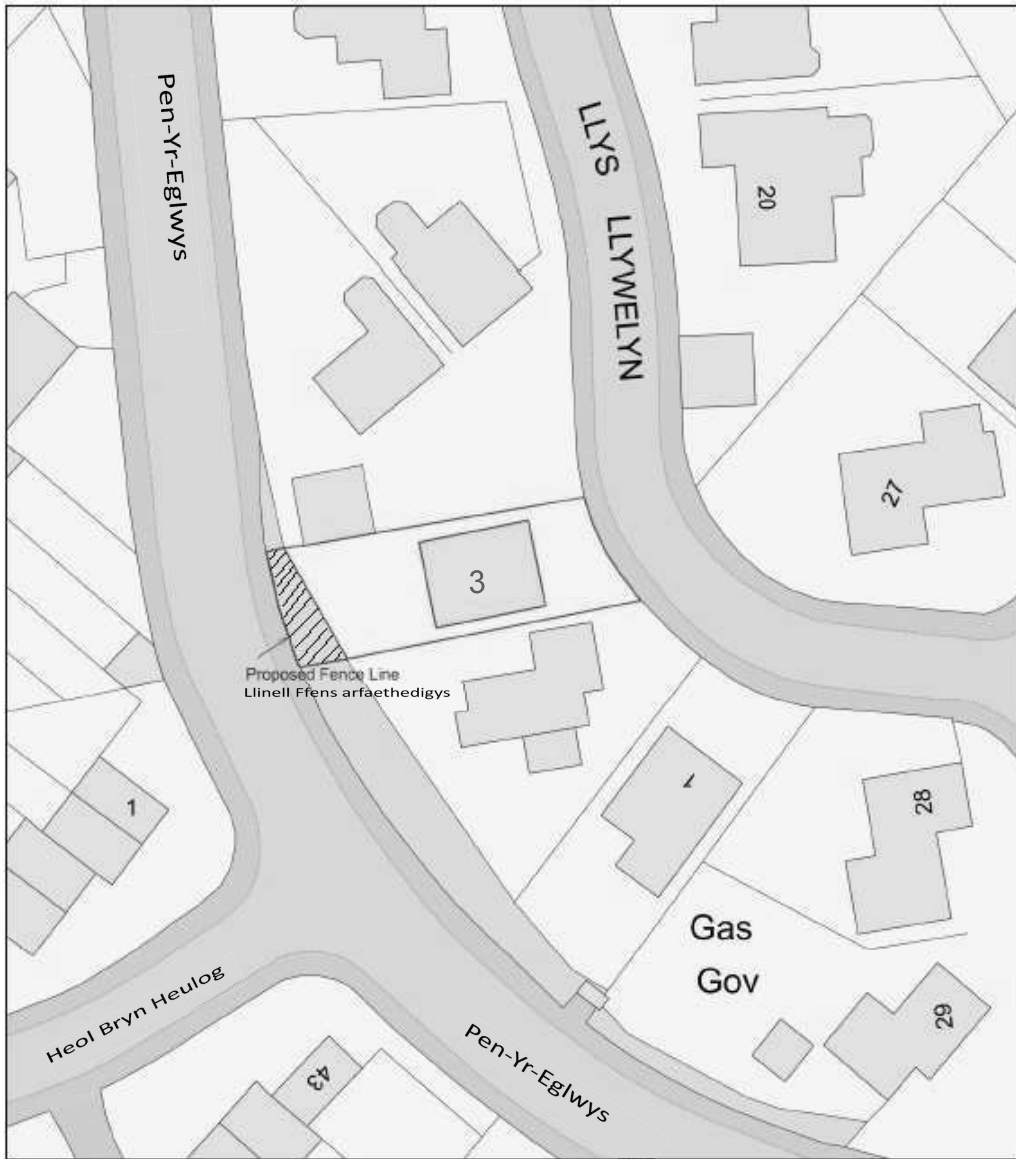 Pen-Yr-Eglwys
LLYS LLYWELYN
20
27
3
Proposed Fence Line
Llinell Ffens arfaethedigys
1
1
28
Gas
Gov
29
Heol Bryn Heulog
Pen-Yr-Eglwys
43